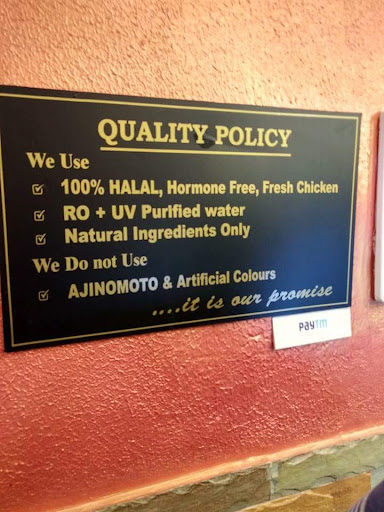 QUALITY POLICY
We Use
100% HALAL, Hormone Free, Fresh Chicken
RO + UV Purified water
Natural Ingredients Only
We Do not Use
AJINOMOTO & Artificial Colours
....it is our promise
paytm